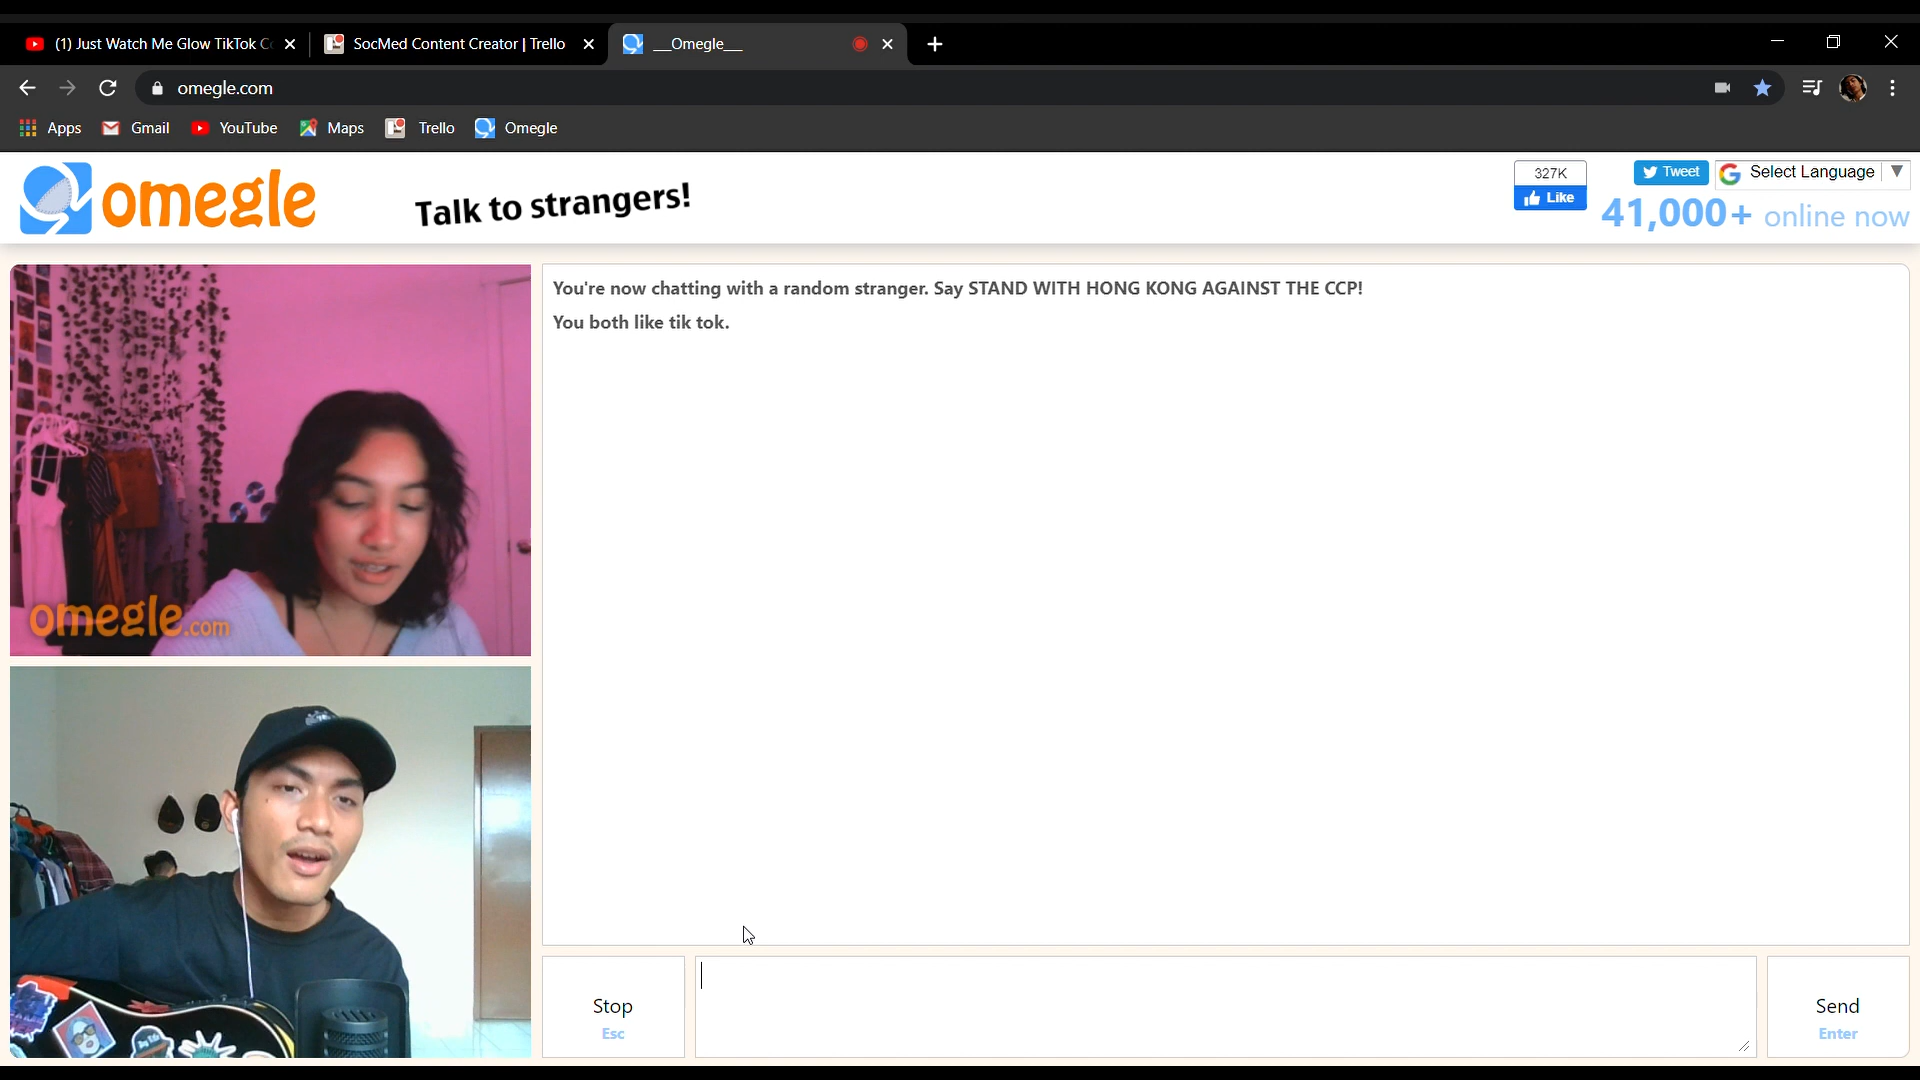 (1) Just Watch Me Glow TikTok C
SocMed Content Creator | Trello
__Omegle__
omegle.com
Apps
Gmail
YouTube
Maps
Trello
Omegle
omegle
Talk to strangers!
327K
Like
Tweet
Select Language
41,000+ online now
You're now chatting with a random stranger. Say STAND WITH HONG KONG AGAINST THE CCP!
You both like tik tok.
omegle.com
Stop
Esc
Send
Enter